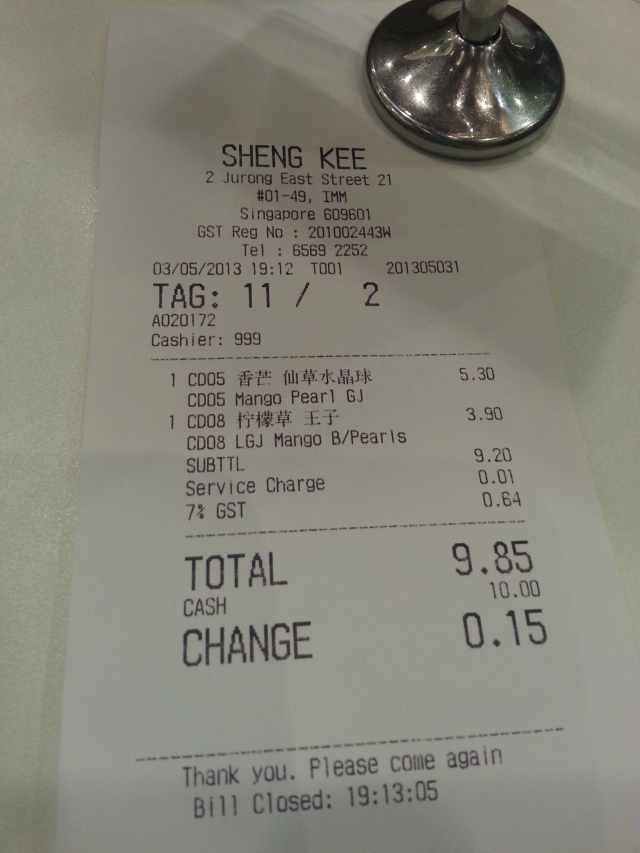 SHENG KEE
2 Jurong East Street 21
#01-49, IMM
Singapore 609601
GST Reg No : 201002443W
Tel : 6569 2252
03/05/2013 19:12 T001 201305031
TAG: 11 / 2
A020172
Cashier: 999
1 CD05 香芒 仙草水晶球 5.30
CD05 Mango Pearl GJ
1 CD08 柠檬草 王子 3.90
CD08 LGJ Mango B/Pearls
SUBTTL 9.20
Service Charge 0.01
7% GST 0.64
TOTAL 9.85
CASH 10.00
CHANGE 0.15
Thank you. Please come again
Bill Closed: 19:13:05